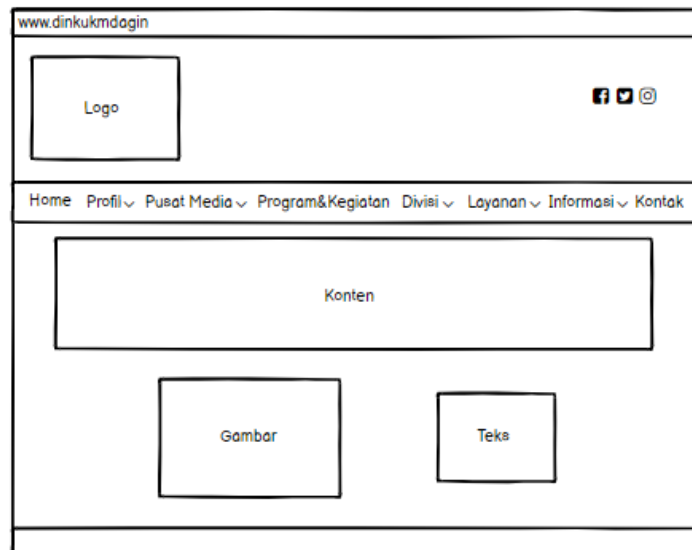 www.dinkukmdagin
Logo
Home Profil Pusat Media Program&Kegiatan Divisi Layanan Informasi Kontak
Konten
Gambar Teks